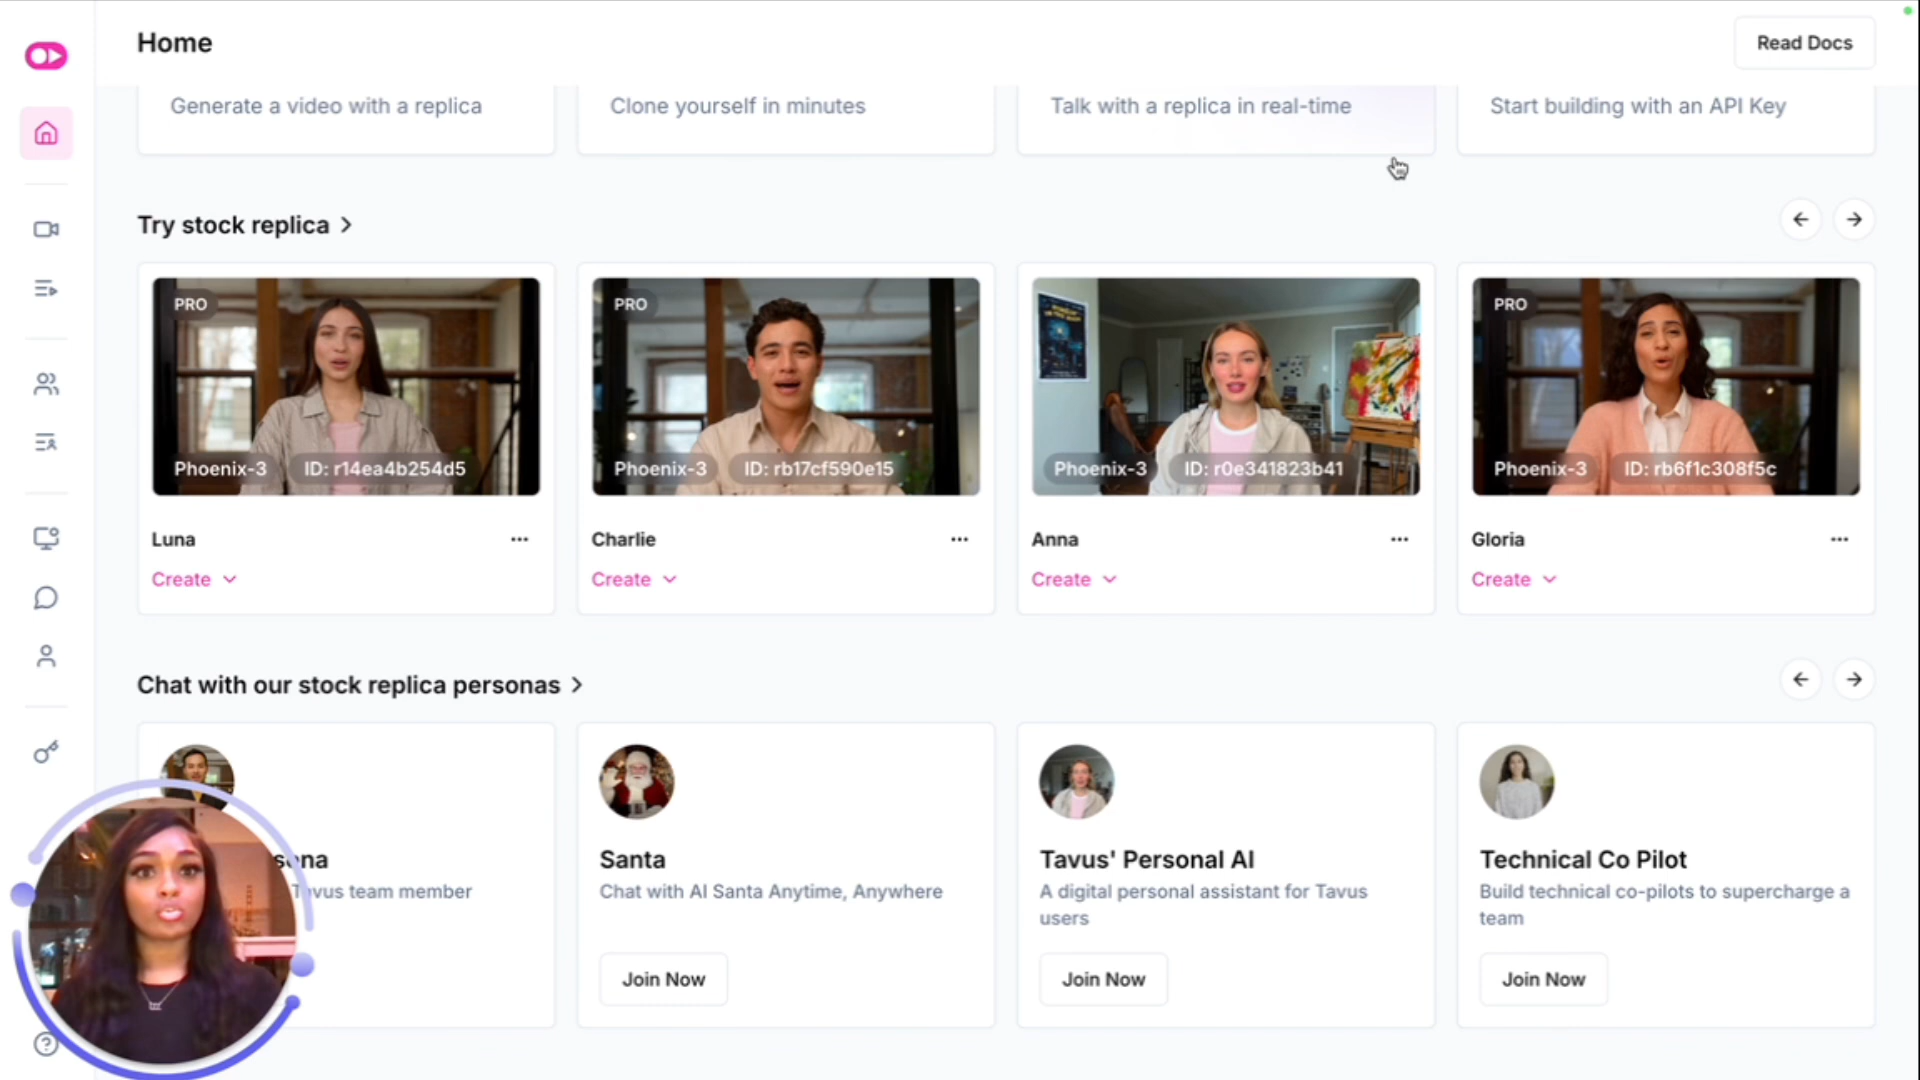 Home
Read Docs
Generate a video with a replica
Clone yourself in minutes
Talk with a replica in real-time
Start building with an API Key
Try stock replica
PRO
Phoenix-3
ID: r14ea4b254d5
Luna
Create
PRO
Phoenix-3
ID: rb17cf590e15
Charlie
Create
Phoenix-3
ID: r0e341823b41
Anna
Create
PRO
Phoenix-3
ID: rb6f1c308f5c
Gloria
Create
Chat with our stock replica personas
Tavus team member
Santa
Chat with AI Santa Anytime, Anywhere
Join Now
Tavus' Personal AI
A digital personal assistant for Tavus
users
Join Now
Technical Co Pilot
Build technical co-pilots to supercharge a
team
Join Now